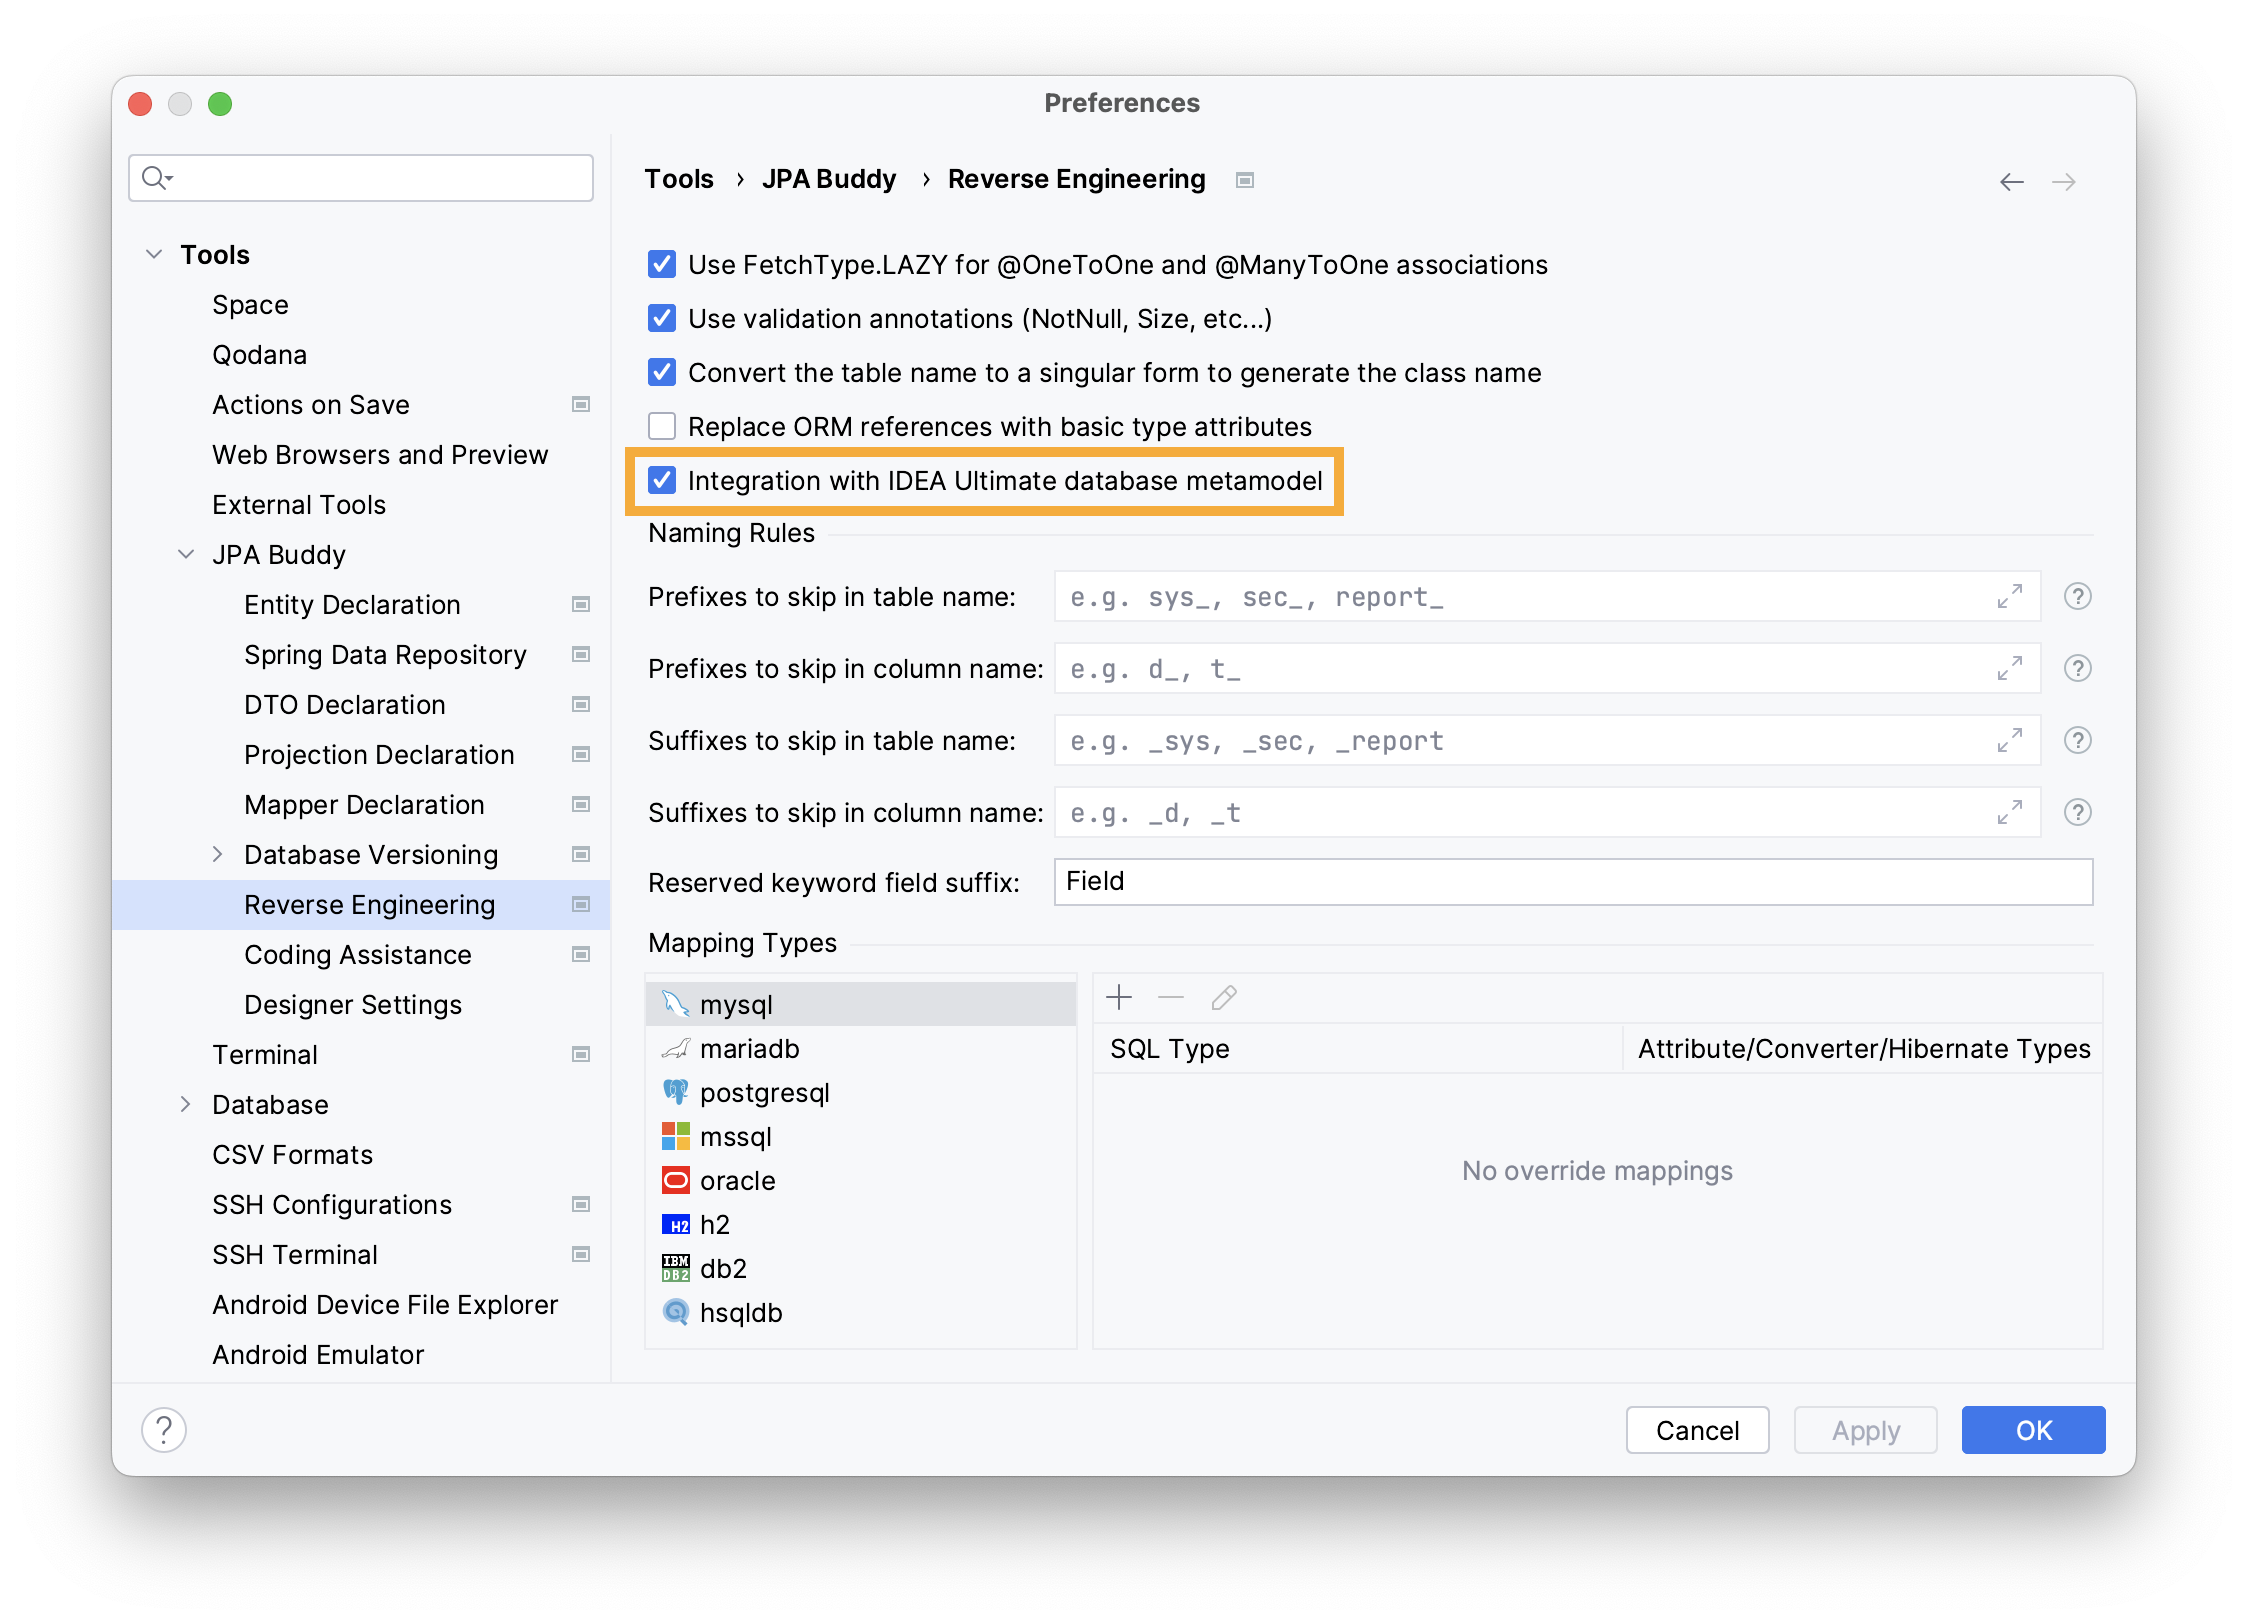 Preferences
Tools
Space
Qodana
Actions on Save
Web Browsers and Preview
External Tools
JPA Buddy
Entity Declaration
Spring Data Repository
DTO Declaration
Projection Declaration
Mapper Declaration
Database Versioning
Reverse Engineering
Coding Assistance
Designer Settings
Terminal
Database
CSV Formats
SSH Configurations
SSH Terminal
Android Device File Explorer
Android Emulator
Tools › JPA Buddy › Reverse Engineering
Use FetchType.LAZY for @OneToOne and @ManyToOne associations
Use validation annotations (NotNull, Size, etc...)
Convert the table name to a singular form to generate the class name
Replace ORM references with basic type attributes
Integration with IDEA Ultimate database metamodel
Naming Rules
Prefixes to skip in table name: e.g. sys_, sec_, report_ ?
Prefixes to skip in column name: e.g. d_, t_ ?
Suffixes to skip in table name: e.g. _sys, _sec, _report ?
Suffixes to skip in column name: e.g. _d, _t ?
Reserved keyword field suffix: Field
Mapping Types
mysql
mariadb
postgresql
mssql
oracle
H2 h2
IBM DB2 db2
hsqldb
SQL Type Attribute/Converter/Hibernate Types
No override mappings
? Cancel Apply OK